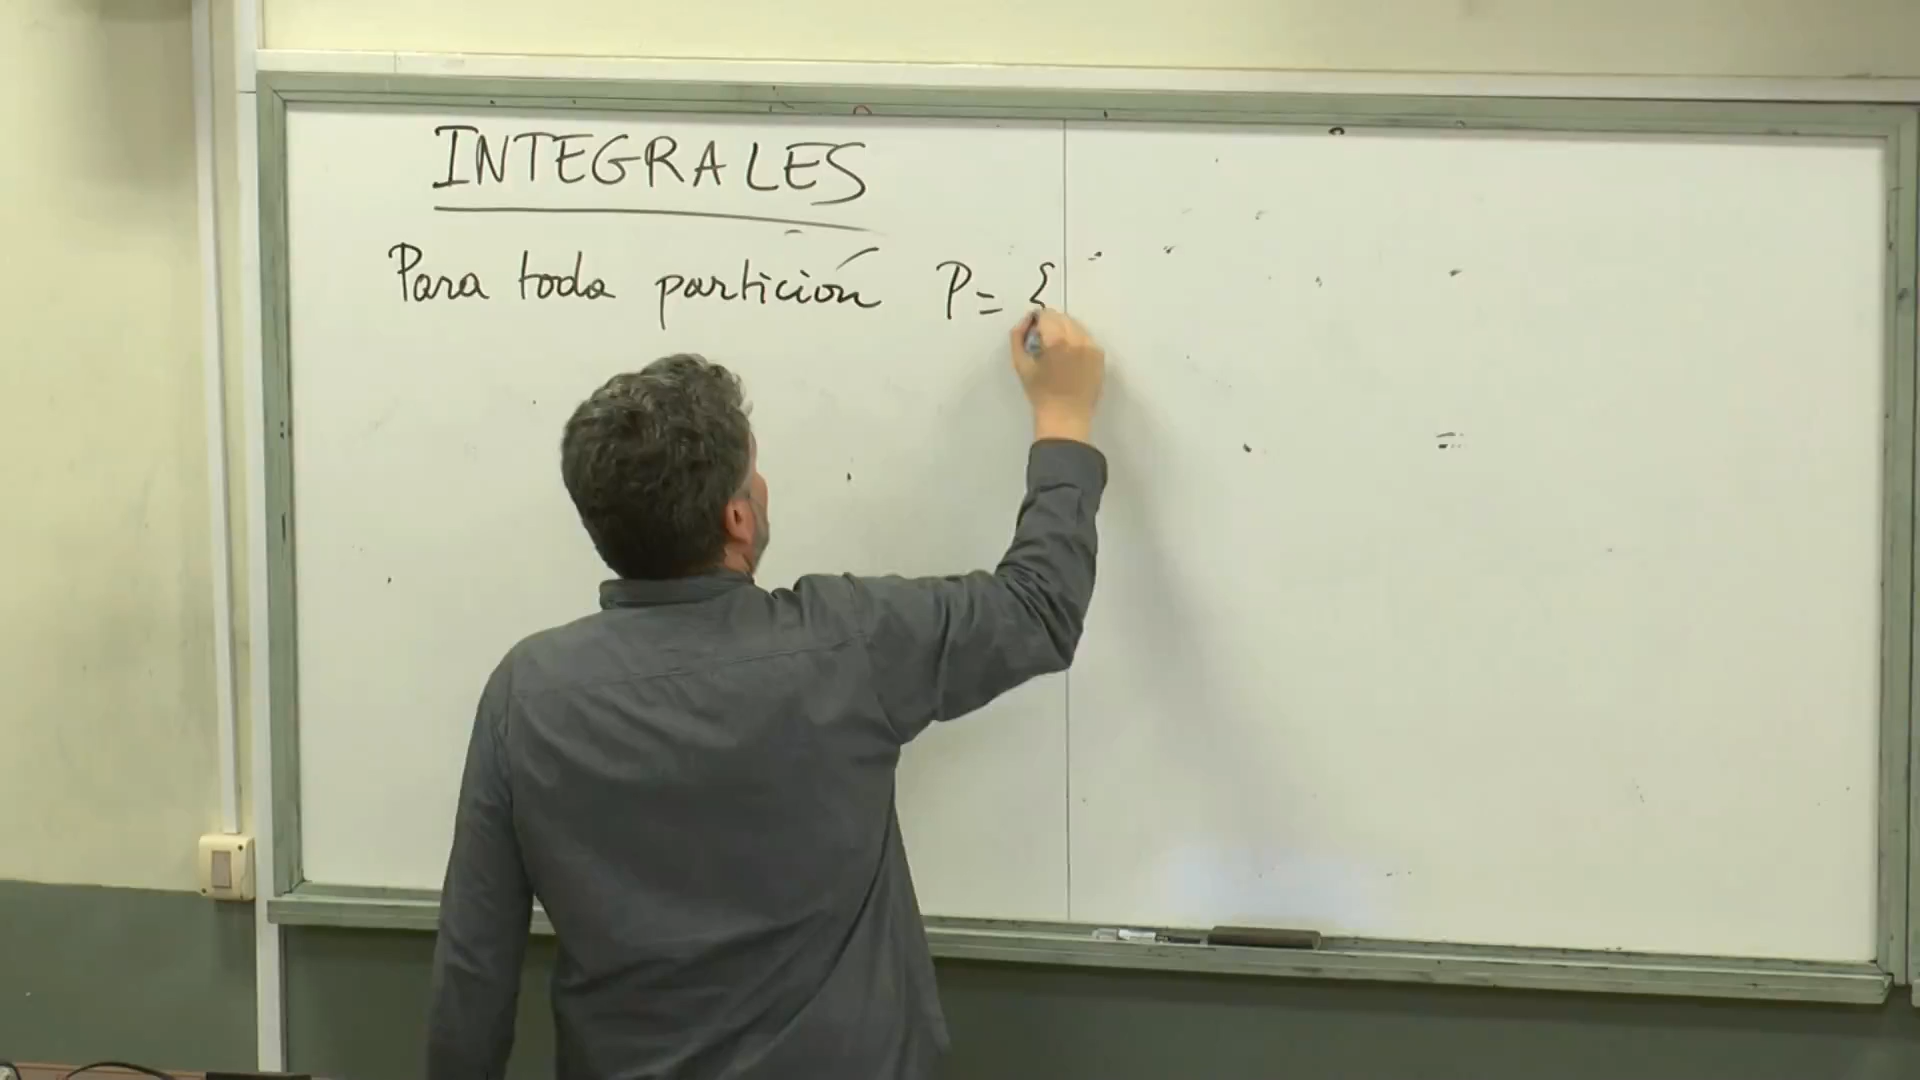 INTEGRALES
Para toda partición P = {